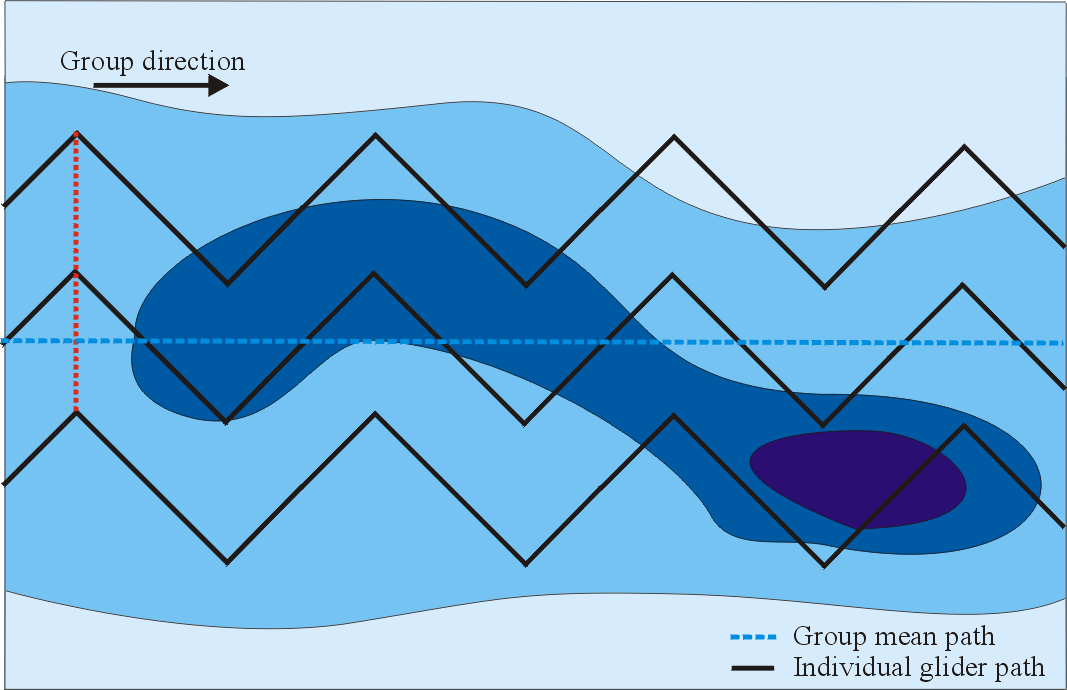 Group direction
Group mean path
Individual glider path